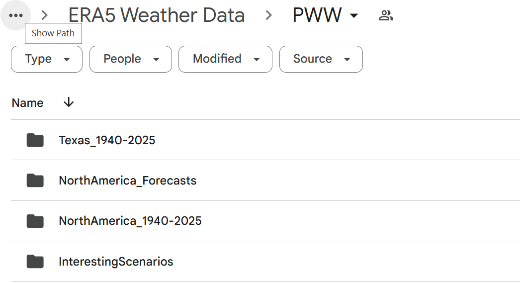 ... > ERA5 Weather Data > PWW
Show Path
Type People Modified Source
Name
Texas_1940-2025
NorthAmerica_Forecasts
NorthAmerica_1940-2025
InterestingScenarios